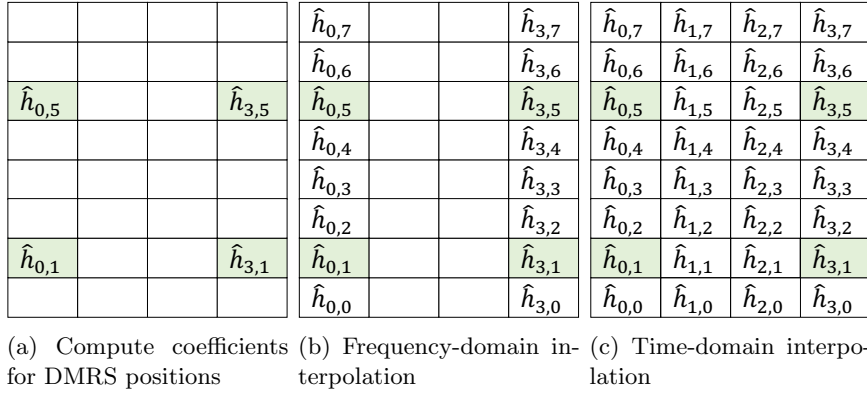 ĥ0,7 ĥ3,7 ĥ0,7 ĥ1,7 ĥ2,7 ĥ3,7
ĥ0,6 ĥ3,6 ĥ0,6 ĥ1,6 ĥ2,6 ĥ3,6
ĥ0,5 ĥ3,5 ĥ0,5 ĥ3,5 ĥ0,5 ĥ1,5 ĥ2,5 ĥ3,5
ĥ0,4 ĥ3,4 ĥ0,4 ĥ1,4 ĥ2,4 ĥ3,4
ĥ0,3 ĥ3,3 ĥ0,3 ĥ1,3 ĥ2,3 ĥ3,3
ĥ0,2 ĥ3,2 ĥ0,2 ĥ1,2 ĥ2,2 ĥ3,2
ĥ0,1 ĥ3,1 ĥ0,1 ĥ3,1 ĥ0,1 ĥ1,1 ĥ2,1 ĥ3,1
ĥ0,0 ĥ3,0 ĥ0,0 ĥ1,0 ĥ2,0 ĥ3,0
(a) Compute coefficients
for DMRS positions
(b) Frequency-domain in-
terpolation
(c) Time-domain interpo-
lation